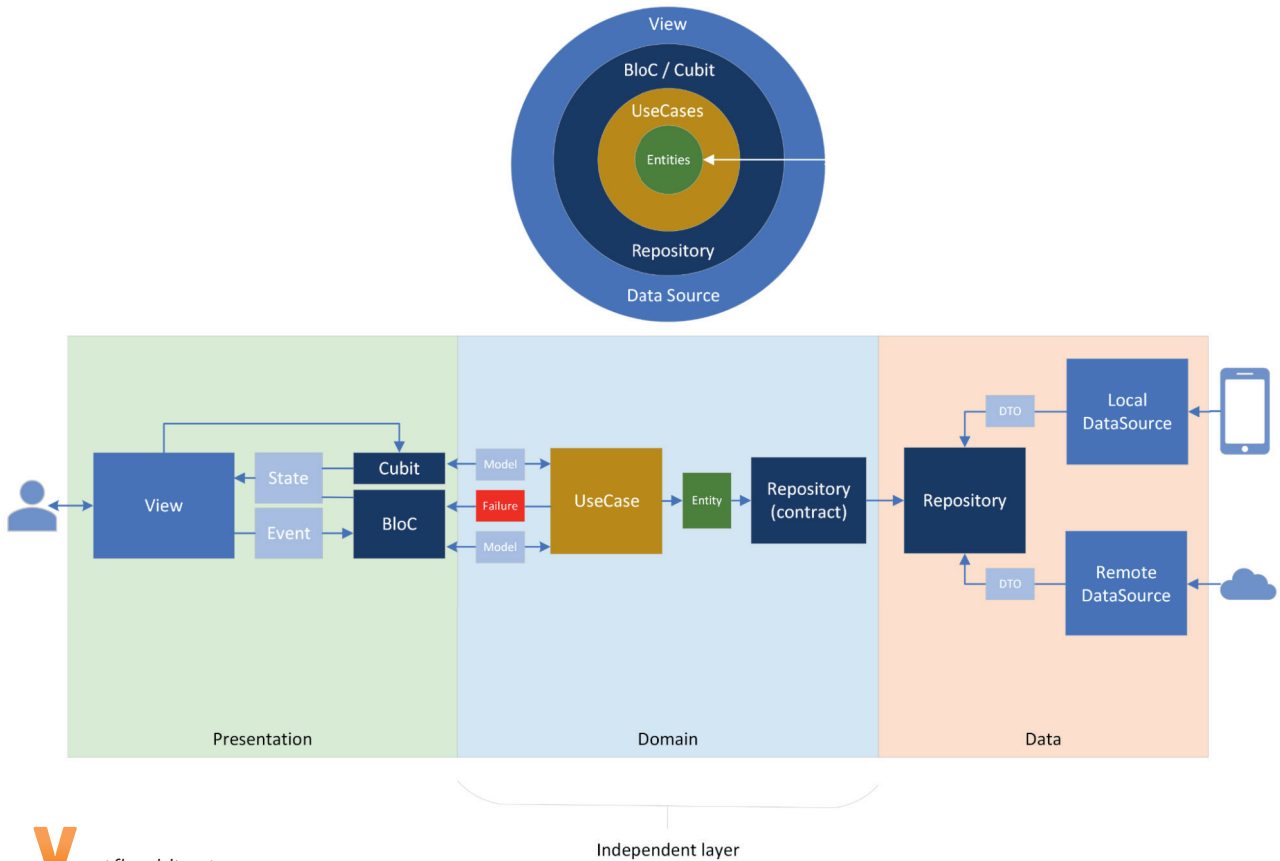 View
BloC / Cubit
UseCases
Entities
Repository
Data Source
Local
DataSource
DTO
Cubit
Model
State
View
Failure
UseCase
Entity
Repository
(contract)
Repository
BloC
Event
Model
DTO
Remote
DataSource
Presentation
Domain
Data
Independent layer